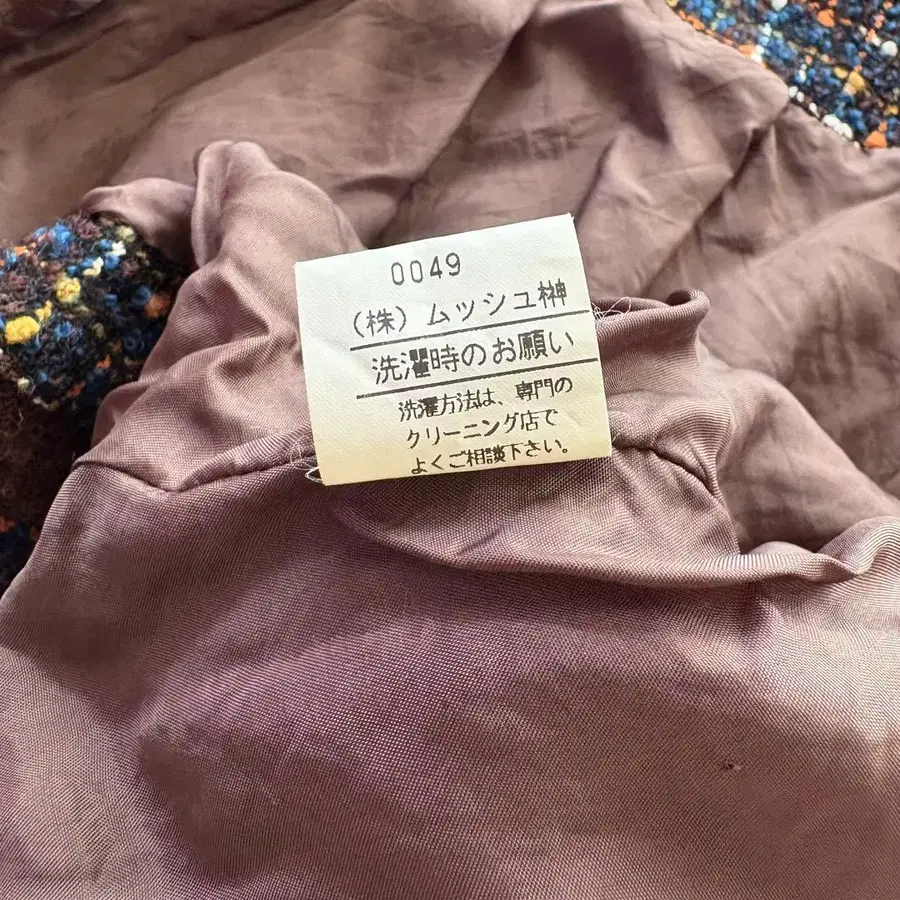 0049
(株)ムッシュ榊
洗濯時のお願い
洗濯方法は、専門の
クリーニング店で
よくご相談下さい。